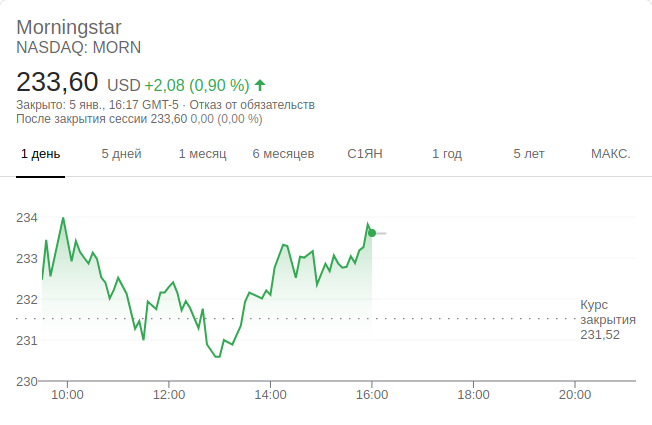 Morningstar
NASDAQ: MORN
233,60 USD +2,08 (0,90 %)
Закрыто: 5 янв., 16:17 GMT-5 · Отказ от обязательств
После закрытия сессии 233,60 0,00 (0,00 %)
1 день 5 дней 1 месяц 6 месяцев С1ЯН 1 год 5 лет МАКС.
234
233
232
231
230
Курс
закрытия
231,52
10:00 12:00 14:00 16:00 18:00 20:00